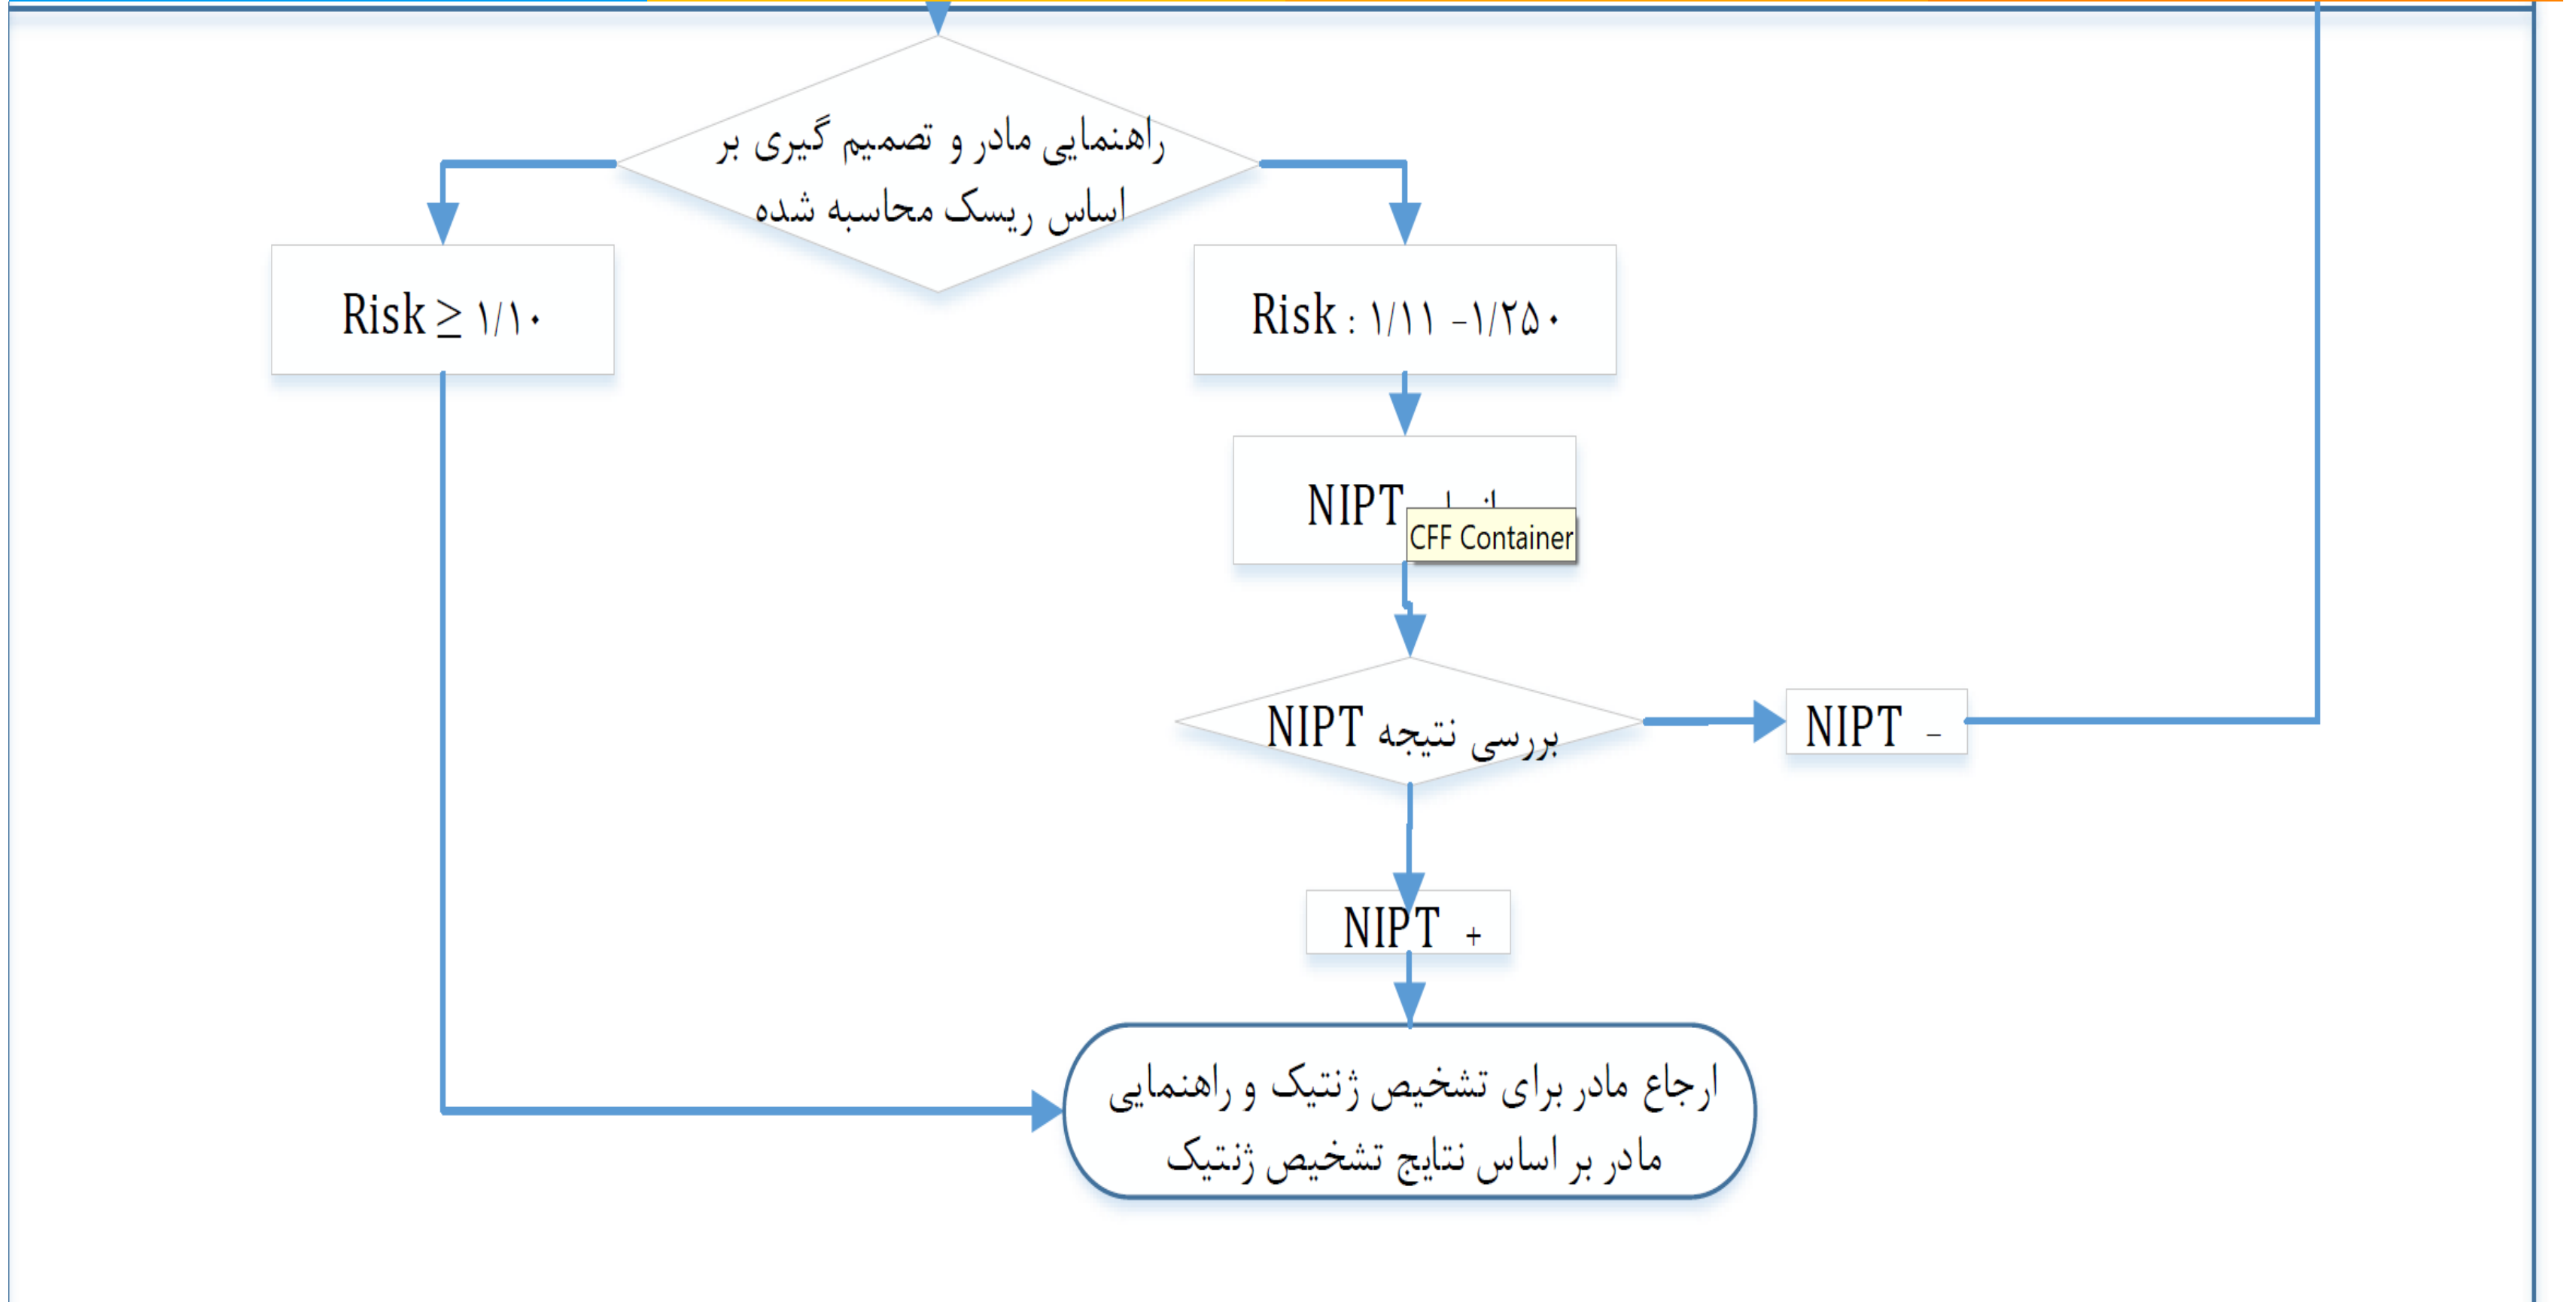 راهنمایی مادر و تصمیم گیری بر
اساس ریسک محاسبه شده
Risk ≥ ۱/۱۰
Risk : ۱/۱۱ -۱/۲۵۰
NIPT
CFF Container
بررسی نتیجه NIPT
NIPT -
NIPT +
ارجاع مادر برای تشخیص ژنتیک و راهنمایی
مادر بر اساس نتایج تشخیص ژنتیک